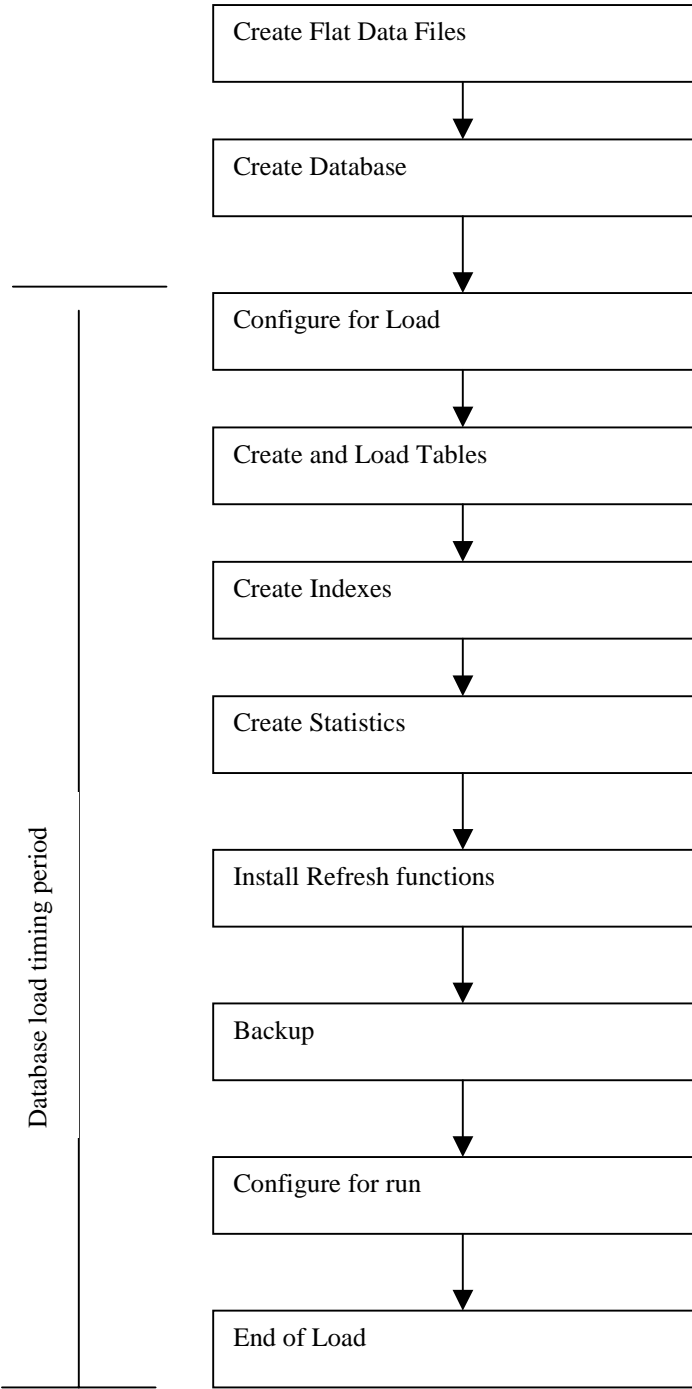 Create Flat Data Files
Create Database
Configure for Load
Create and Load Tables
Create Indexes
Create Statistics
Install Refresh functions
Backup
Configure for run
End of Load
Database load timing period